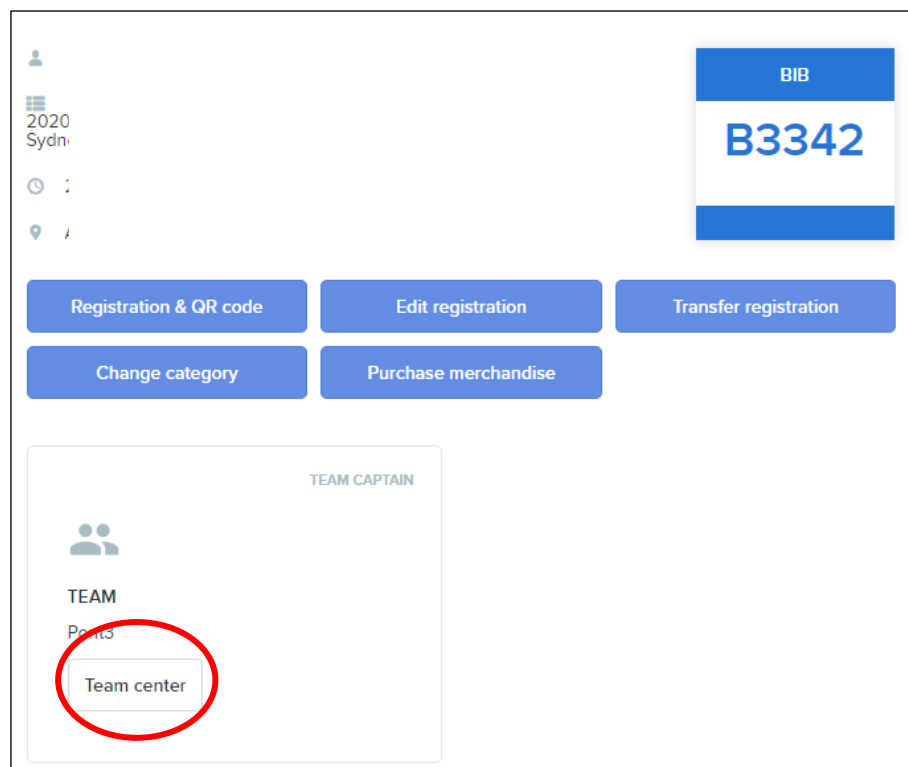 BIB
2020
B3342
Registration & QR code
Edit registration
Transfer registration
Change category
Purchase merchandise
TEAM CAPTAIN
TEAM
Team center